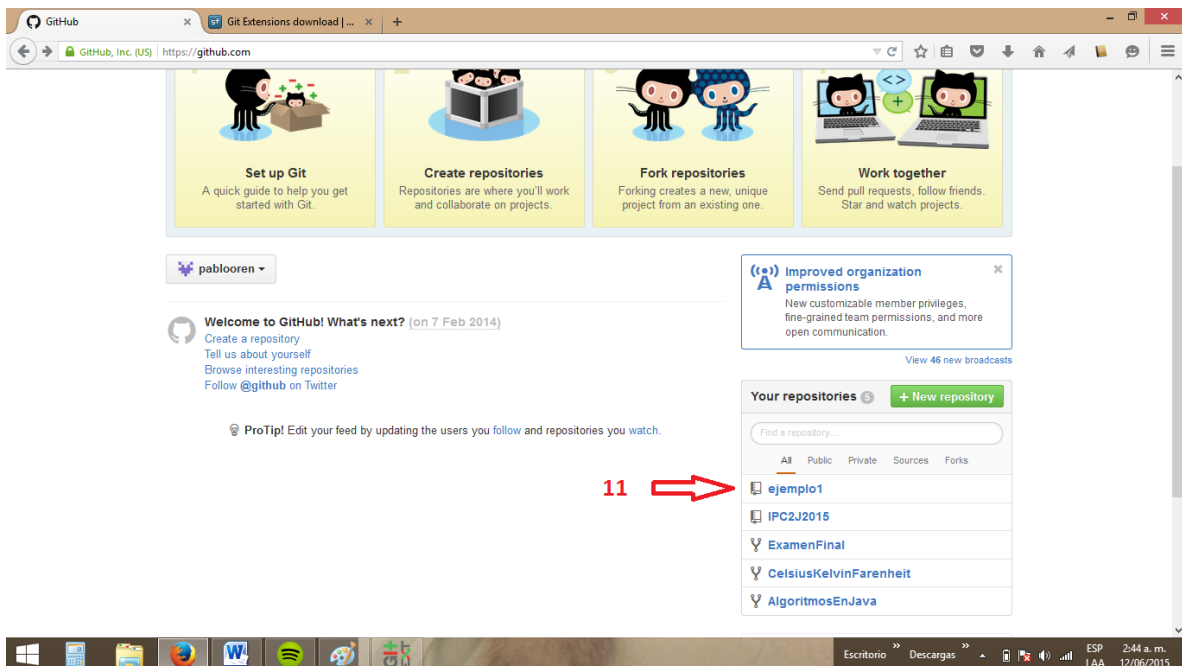 GitHub
Git Extensions download | ...
GitHub, Inc. (US)
https://github.com
Set up Git
A quick guide to help you get
started with Git.
Create repositories
Repositories are where you'll work
and collaborate on projects.
Fork repositories
Forking creates a new, unique
project from an existing one.
Work together
Send pull requests, follow friends.
Star and watch projects.
pablooren
Welcome to GitHub! What's next? (on 7 Feb 2014)
Create a repository
Tell us about yourself
Browse interesting repositories
Follow @github on Twitter
ProTip! Edit your feed by updating the users you follow and repositories you watch.
Improved organization
permissions
New customizable member privileges,
fine-grained team permissions, and more
open communication.
View 46 new broadcasts
Your repositories 5
+ New repository
Find a repository...
All Public Private Sources Forks
11
ejemplo1
IPC2J2015
ExamenFinal
CelsiusKelvinFarenheit
AlgoritmosEnJava
Escritorio
Descargas
ESP
LAA
2:44 a. m.
12/06/2015